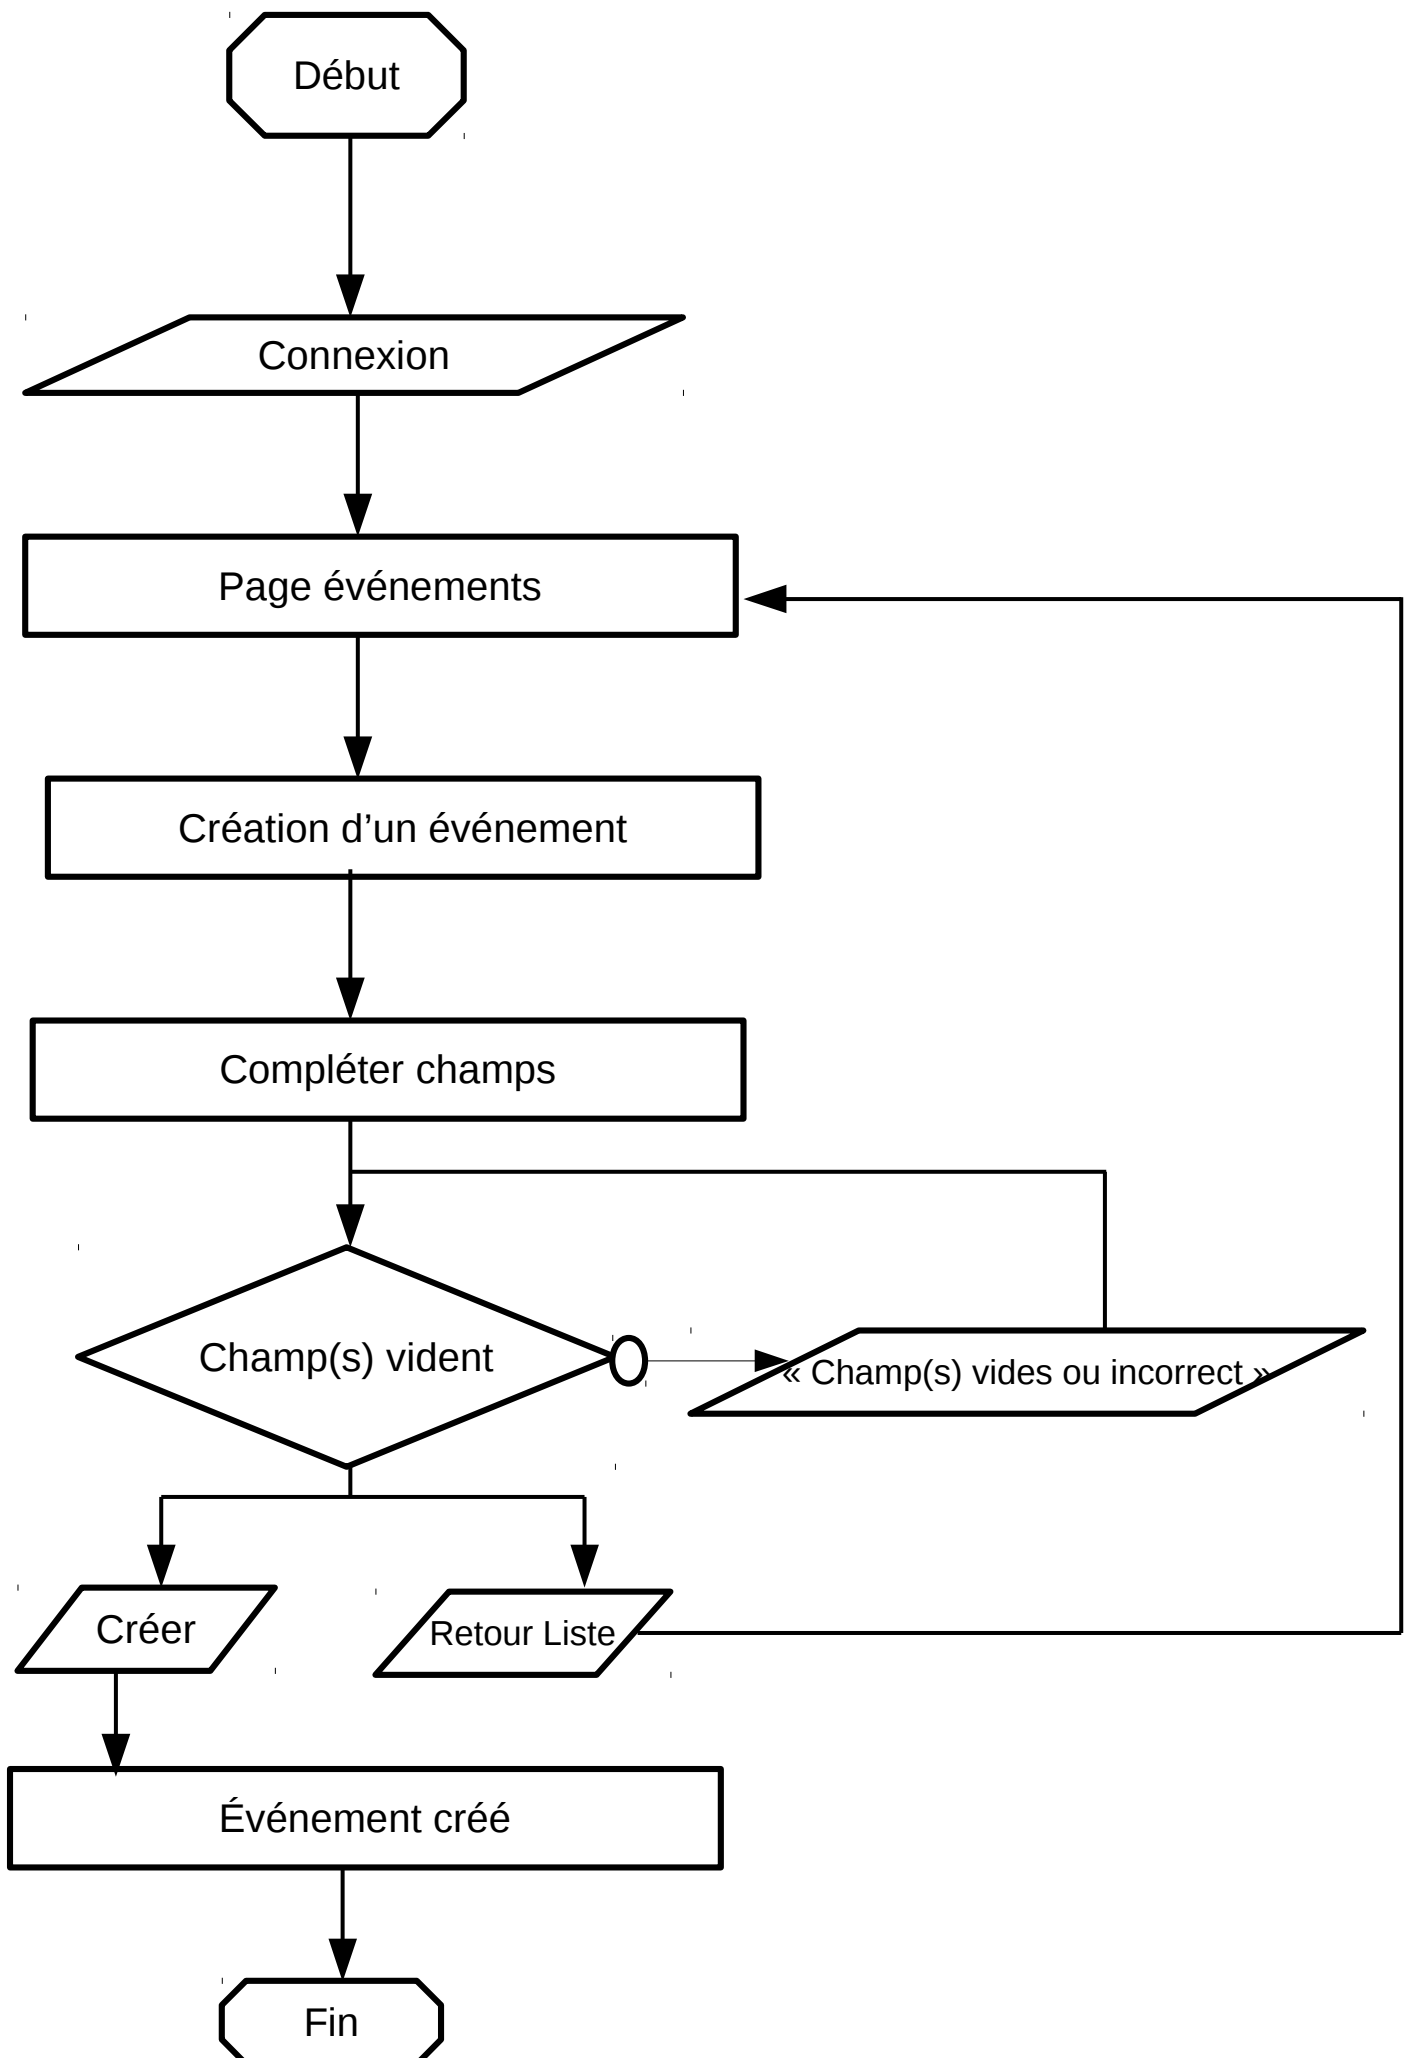 Début
Connexion
Page événements
Création d’un événement
Compléter champs
Champ(s) vident
« Champ(s) vides ou incorrect »
Créer
Retour Liste
Événement créé
Fin